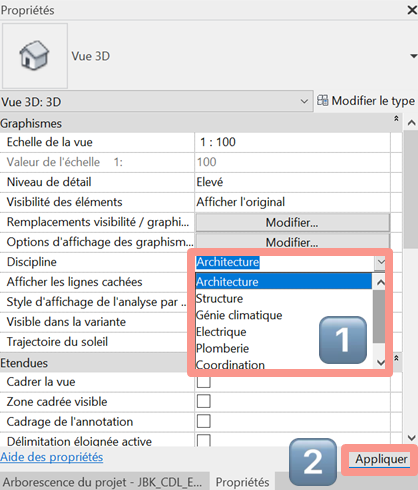 Propriétés
Vue 3D
Vue 3D: 3D Modifier le type
Graphismes
Echelle de la vue 1 : 100
Valeur de l'échelle 1: 100
Niveau de détail Elevé
Visibilité des éléments Afficher l'original
Remplacements visibilité / graphi... Modifier...
Options d'affichage des graphism... Modifier...
Discipline Architecture
Afficher les lignes cachées Architecture
Structure
Style d'affichage de l'analyse par ... Génie climatique
Visible dans la variante Electrique
Trajectoire du soleil Plomberie
Coordination
1
Etendues
Cadrer la vue
Zone cadrée visible
Cadrage de l'annotation
Délimitation éloignée active
Aide des propriétés 2 Appliquer
Arborescence du projet - JBK_CDL_E... Propriétés